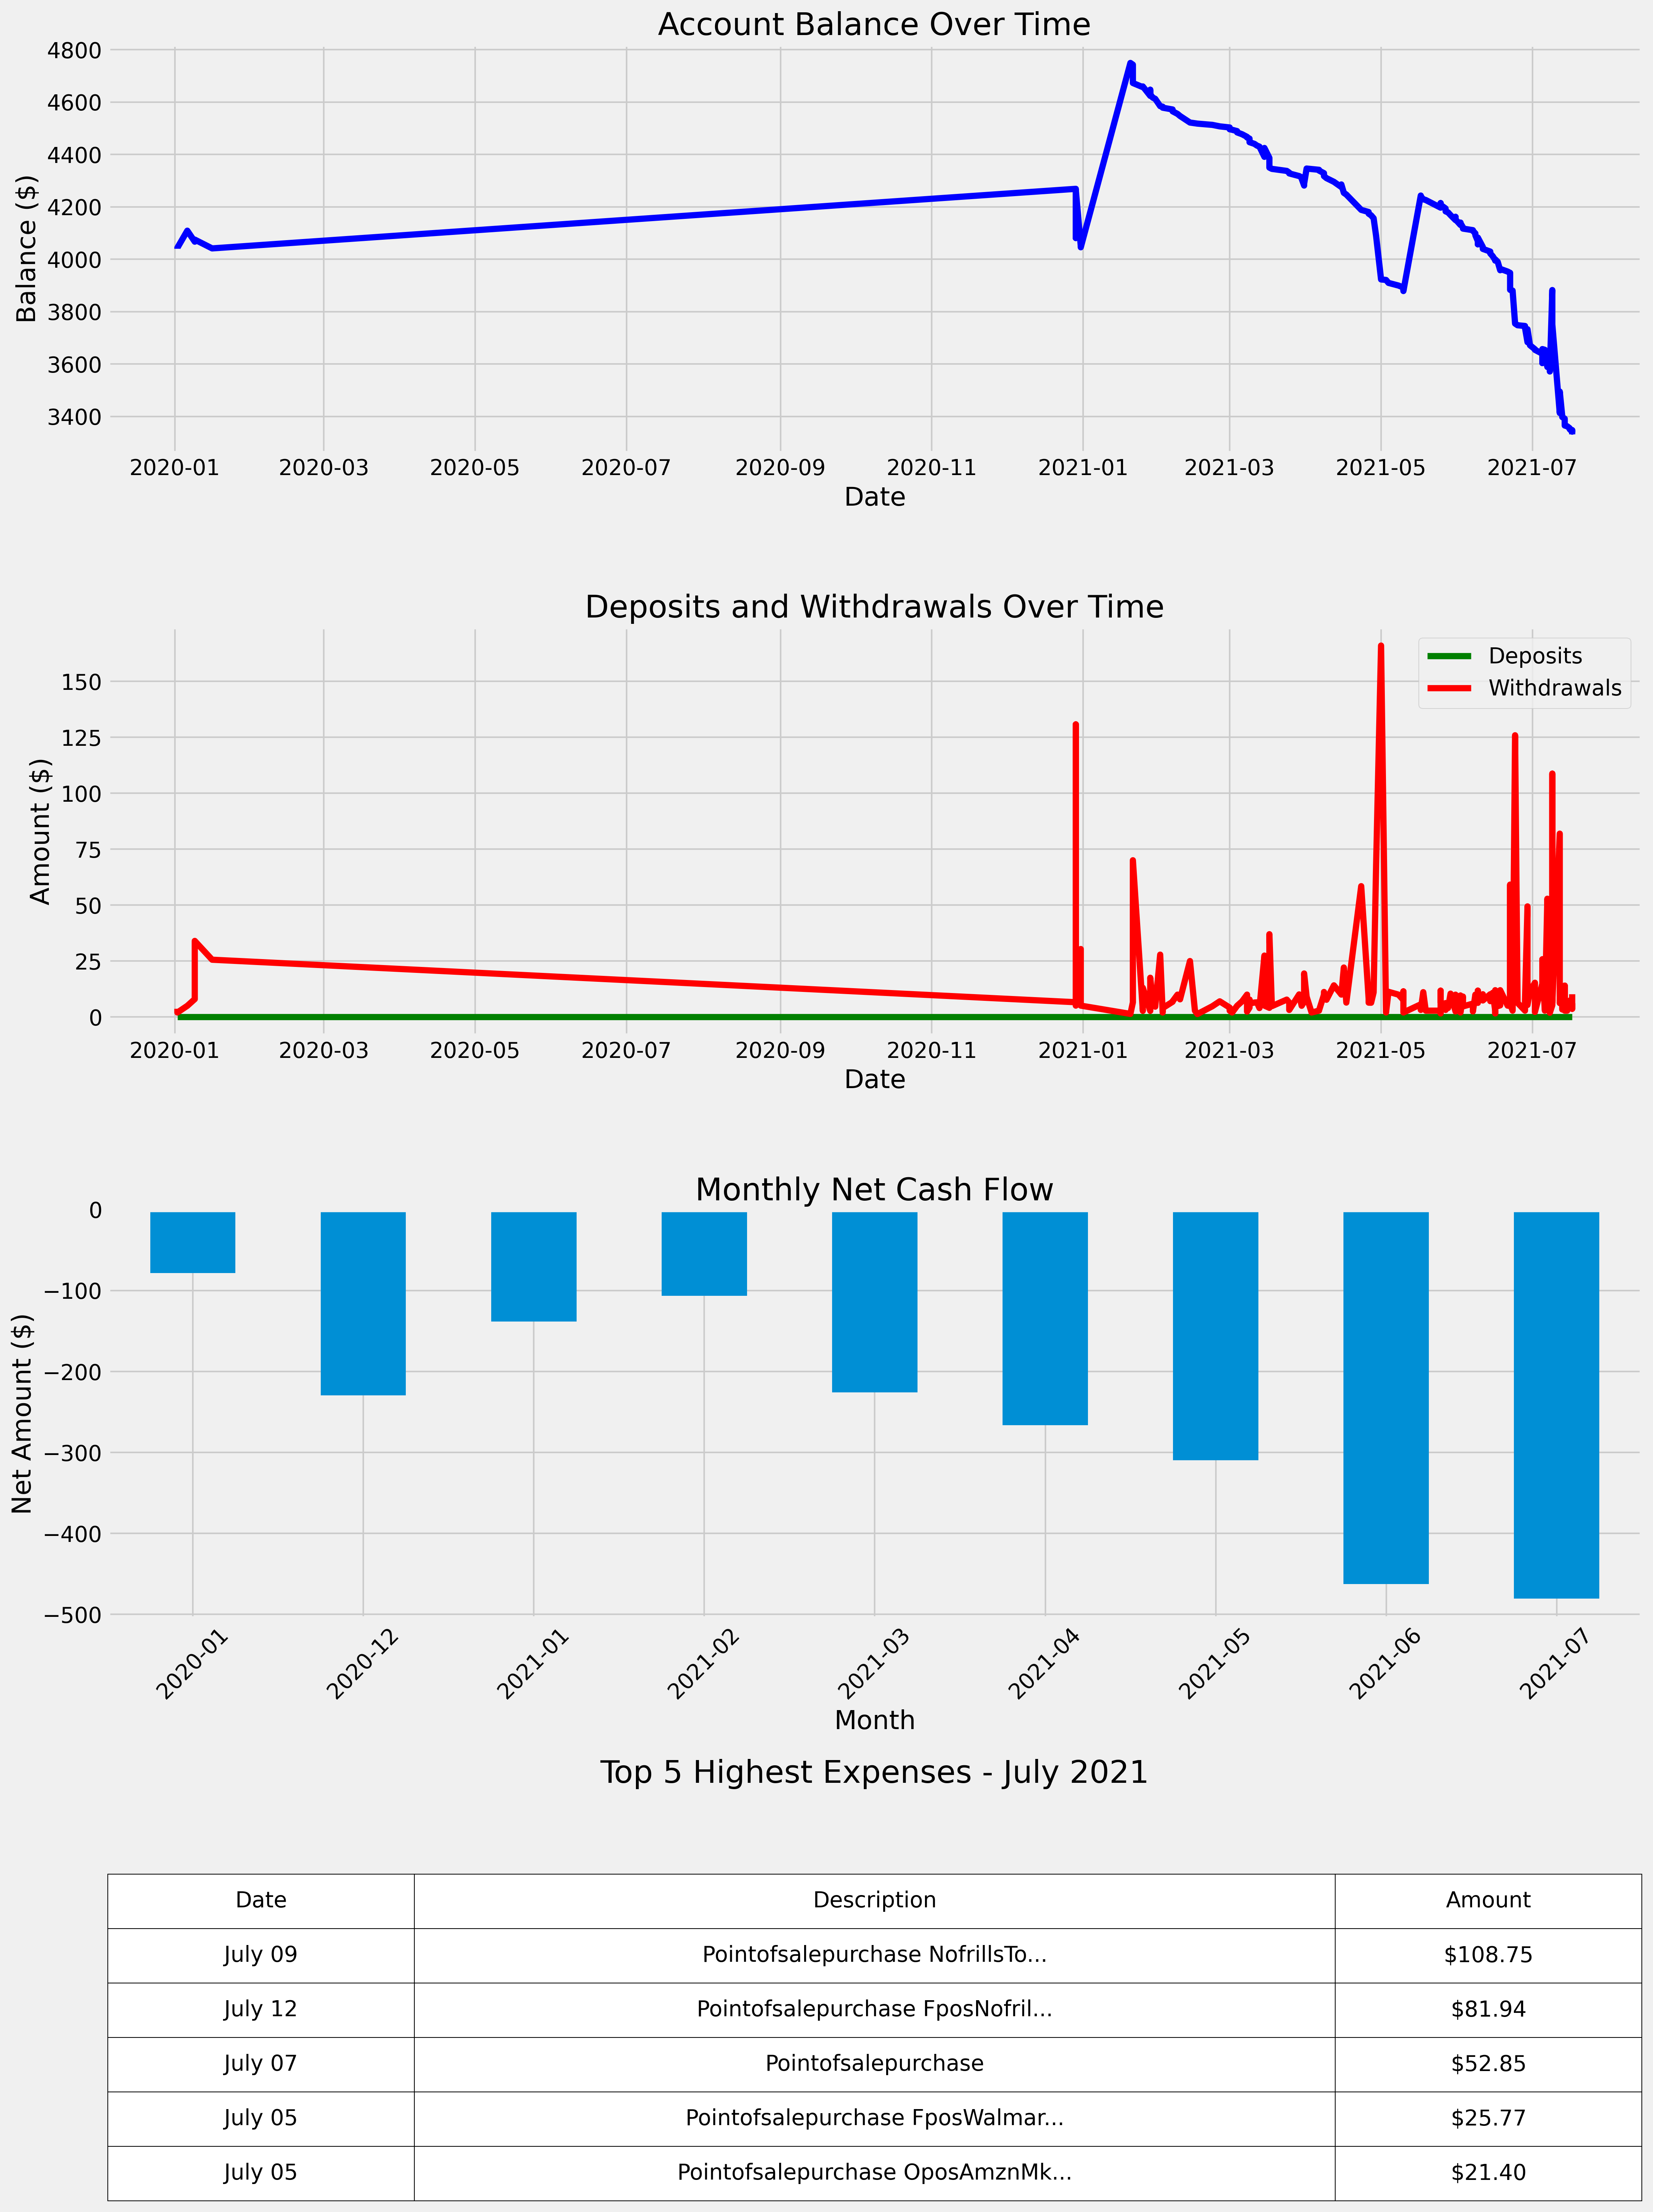 Account Balance Over Time
4800
4600
4400
4200
4000
3800
3600
3400
Balance ($)
2020-01 2020-03 2020-05 2020-07 2020-09 2020-11 2021-01 2021-03 2021-05 2021-07
Date
Deposits and Withdrawals Over Time
Deposits
Withdrawals
150
125
100
75
50
25
0
Amount ($)
2020-01 2020-03 2020-05 2020-07 2020-09 2020-11 2021-01 2021-03 2021-05 2021-07
Date
Monthly Net Cash Flow
0
−100
−200
−300
−400
−500
Net Amount ($)
2020-01 2020-12 2021-01 2021-02 2021-03 2021-04 2021-05 2021-06 2021-07
Month
Top 5 Highest Expenses - July 2021
Date Description Amount
July 09 Pointofsalepurchase NofrillsTo... $108.75
July 12 Pointofsalepurchase FposNofril... $81.94
July 07 Pointofsalepurchase $52.85
July 05 Pointofsalepurchase FposWalmar... $25.77
July 05 Pointofsalepurchase OposAmznMk... $21.40